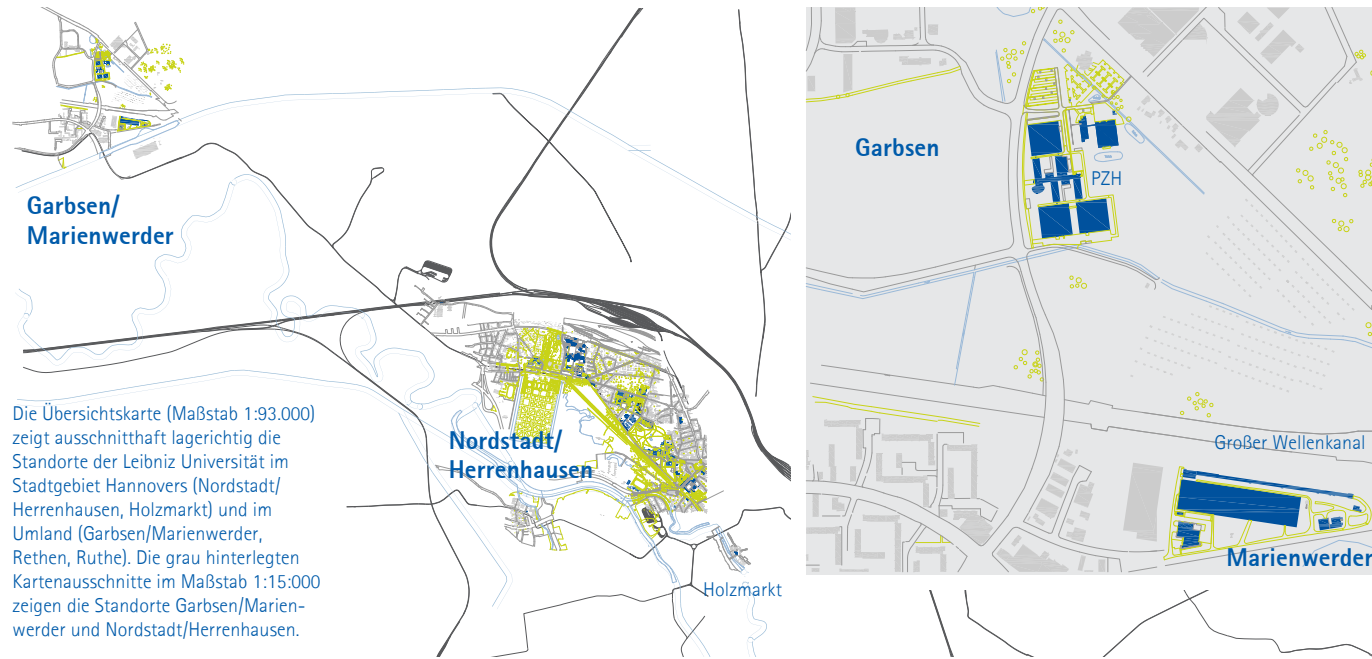 Garbsen/
Marienwerder
Die Übersichtskarte (Maßstab 1:93.000)
zeigt ausschnitthaft lagerichtig die
Standorte der Leibniz Universität im
Stadtgebiet Hannovers (Nordstadt/
Herrenhausen, Holzmarkt) und im
Umland (Garbsen/Marienwerder,
Rethen, Ruthe). Die grau hinterlegten
Kartenausschnitte im Maßstab 1:15:000
zeigen die Standorte Garbsen/Marien-
werder und Nordstadt/Herrenhausen.
Nordstadt/
Herrenhausen
Holzmarkt
Garbsen
PZH
Großer Wellenkanal
Marienwerder